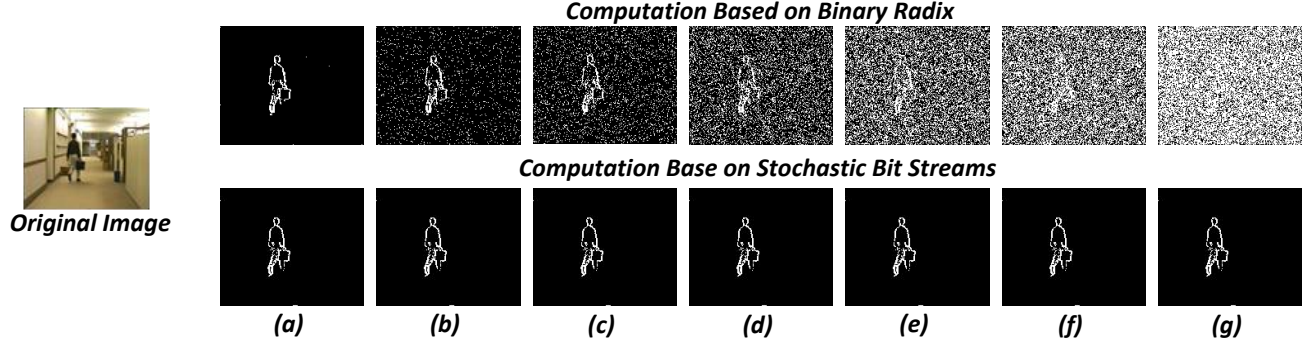 Computation Based on Binary Radix
Computation Base on Stochastic Bit Streams
Original Image
(a) (b) (c) (d) (e) (f) (g)